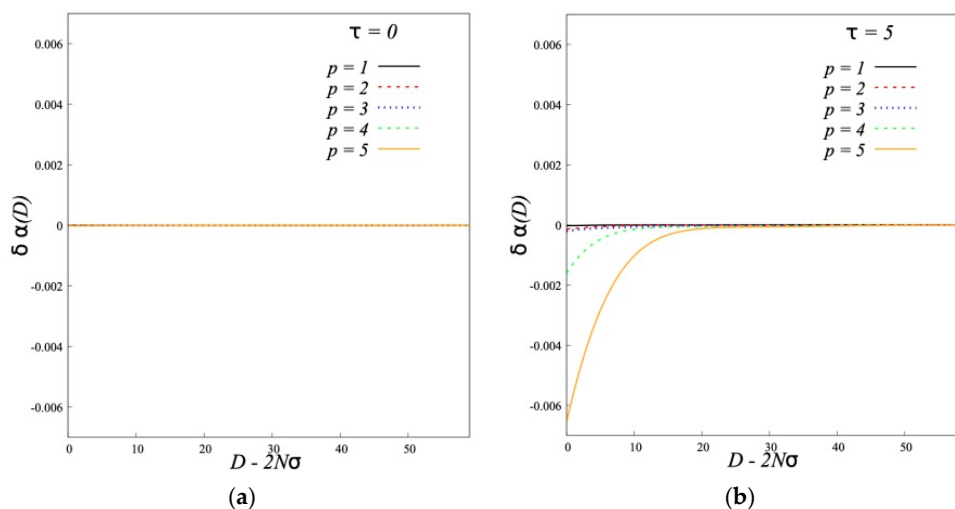 τ = 0
p = 1
p = 2
p = 3
p = 4
p = 5
0.006
0.004
0.002
0
-0.002
-0.004
-0.006
δ α(D)
0 10 20 30 40 50
D - 2Nσ
(a)
τ = 5
p = 1
p = 2
p = 3
p = 4
p = 5
0.006
0.004
0.002
0
-0.002
-0.004
-0.006
δ α(D)
0 10 20 30 40 50
D - 2Nσ
(b)